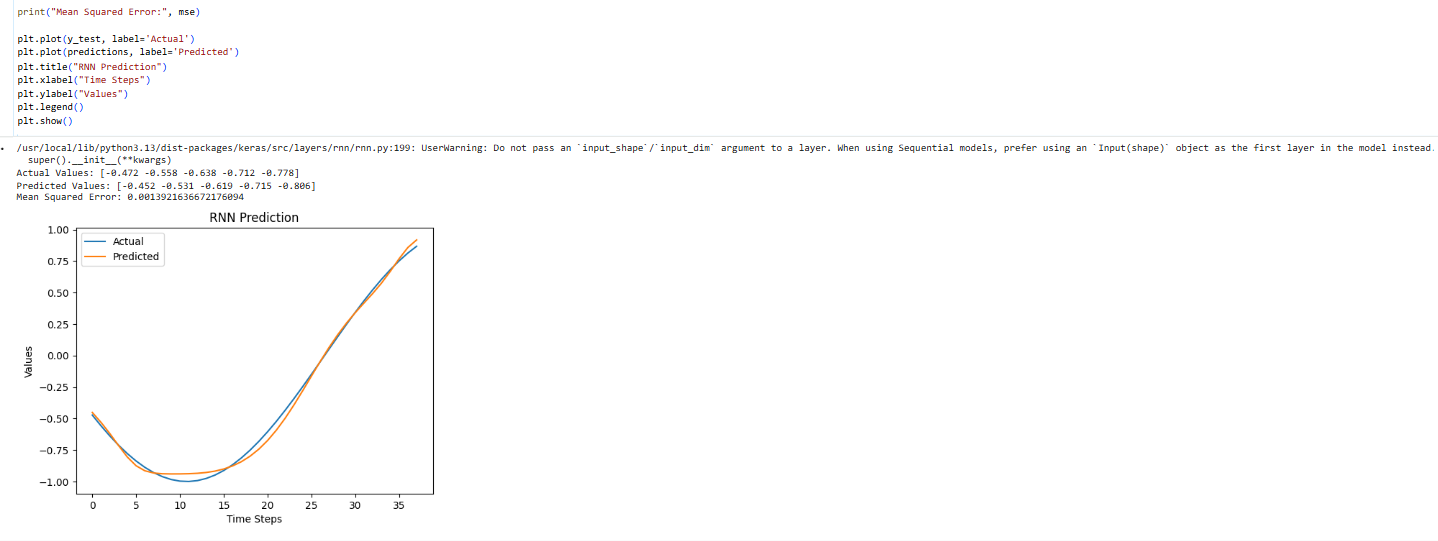 print("Mean Squared Error:", mse)
plt.plot(y_test, label='Actual')
plt.plot(predictions, label='Predicted')
plt.title("RNN Prediction")
plt.xlabel("Time Steps")
plt.ylabel("Values")
plt.legend()
plt.show()
/usr/local/lib/python3.13/dist-packages/keras/src/layers/rnn/rnn.py:199: UserWarning: Do not pass an `input_shape`/`input_dim` argument to a layer. When using Sequential models, prefer using an `Input(shape)` object as the first layer in the model instead.
super().__init__(**kwargs)
Actual Values: [-0.472 -0.558 -0.638 -0.712 -0.778]
Predicted Values: [-0.452 -0.531 -0.619 -0.715 -0.806]
Mean Squared Error: 0.0013921636672176094
RNN Prediction
Actual
Predicted
1.00
0.75
0.50
0.25
0.00
−0.25
−0.50
−0.75
−1.00
Values
0 5 10 15 20 25 30 35
Time Steps